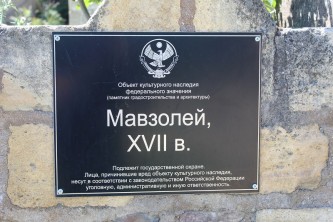 Объект культурного наследия
федерального значения
(памятник градостроительства и архитектуры)
Мавзолей,
XVII в.
Подлежит государственной охране.
Лица, причинившие вред объекту культурного наследия,
несут в соответствии с законодательством Российской Федерации
уголовную, административную и иную ответственность.